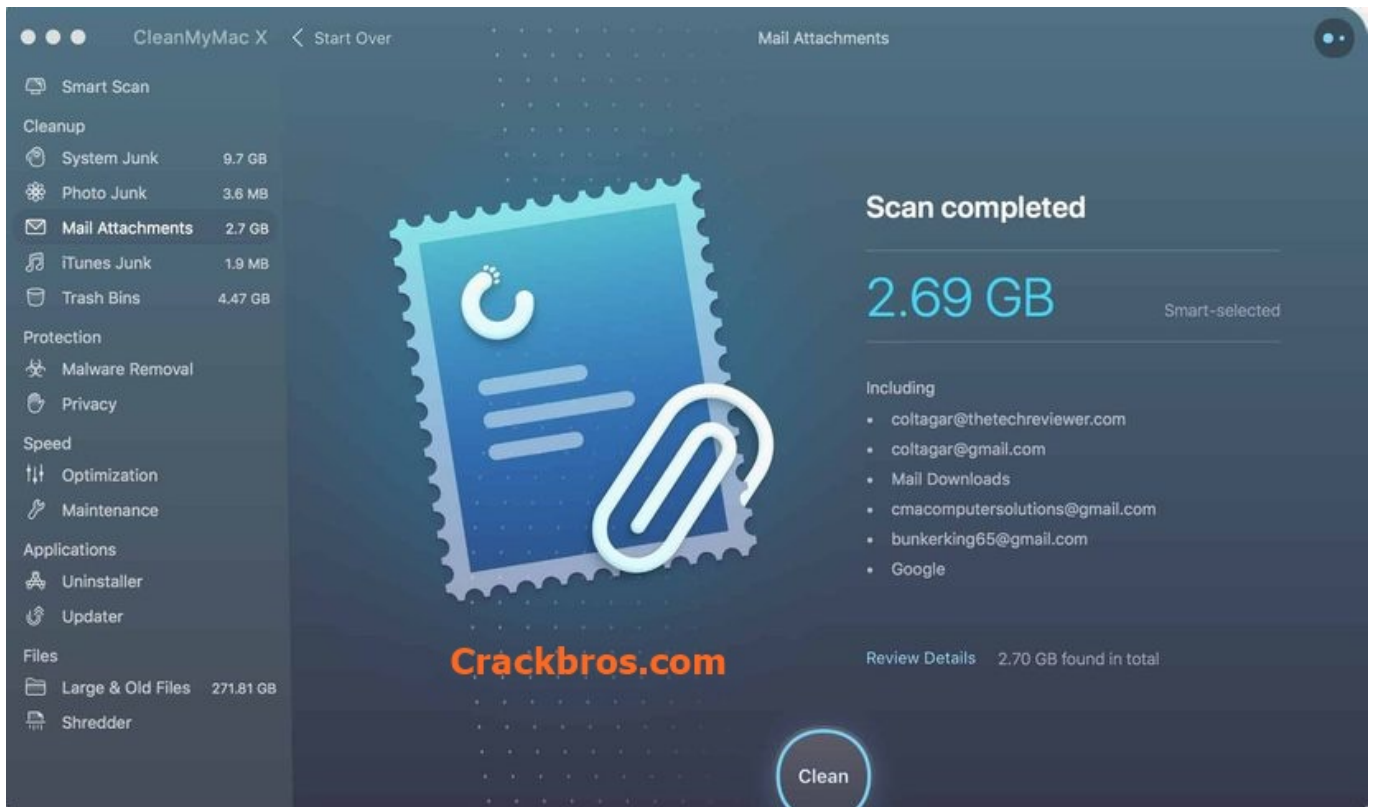 CleanMyMac X
Start Over
Mail Attachments
Smart Scan
Cleanup
System Junk 9.7 GB
Photo Junk 3.6 MB
Mail Attachments 2.7 GB
iTunes Junk 1.9 MB
Trash Bins 4.47 GB
Protection
Malware Removal
Privacy
Speed
Optimization
Maintenance
Applications
Uninstaller
Updater
Files
Large & Old Files 271.81 GB
Shredder
Scan completed
2.69 GB Smart-selected
Including
• coltagar@thetechreviewer.com
• coltagar@gmail.com
• Mail Downloads
• cmacomputersolutions@gmail.com
• bunkerking65@gmail.com
• Google
Review Details 2.70 GB found in total
Crackbros.com
Clean